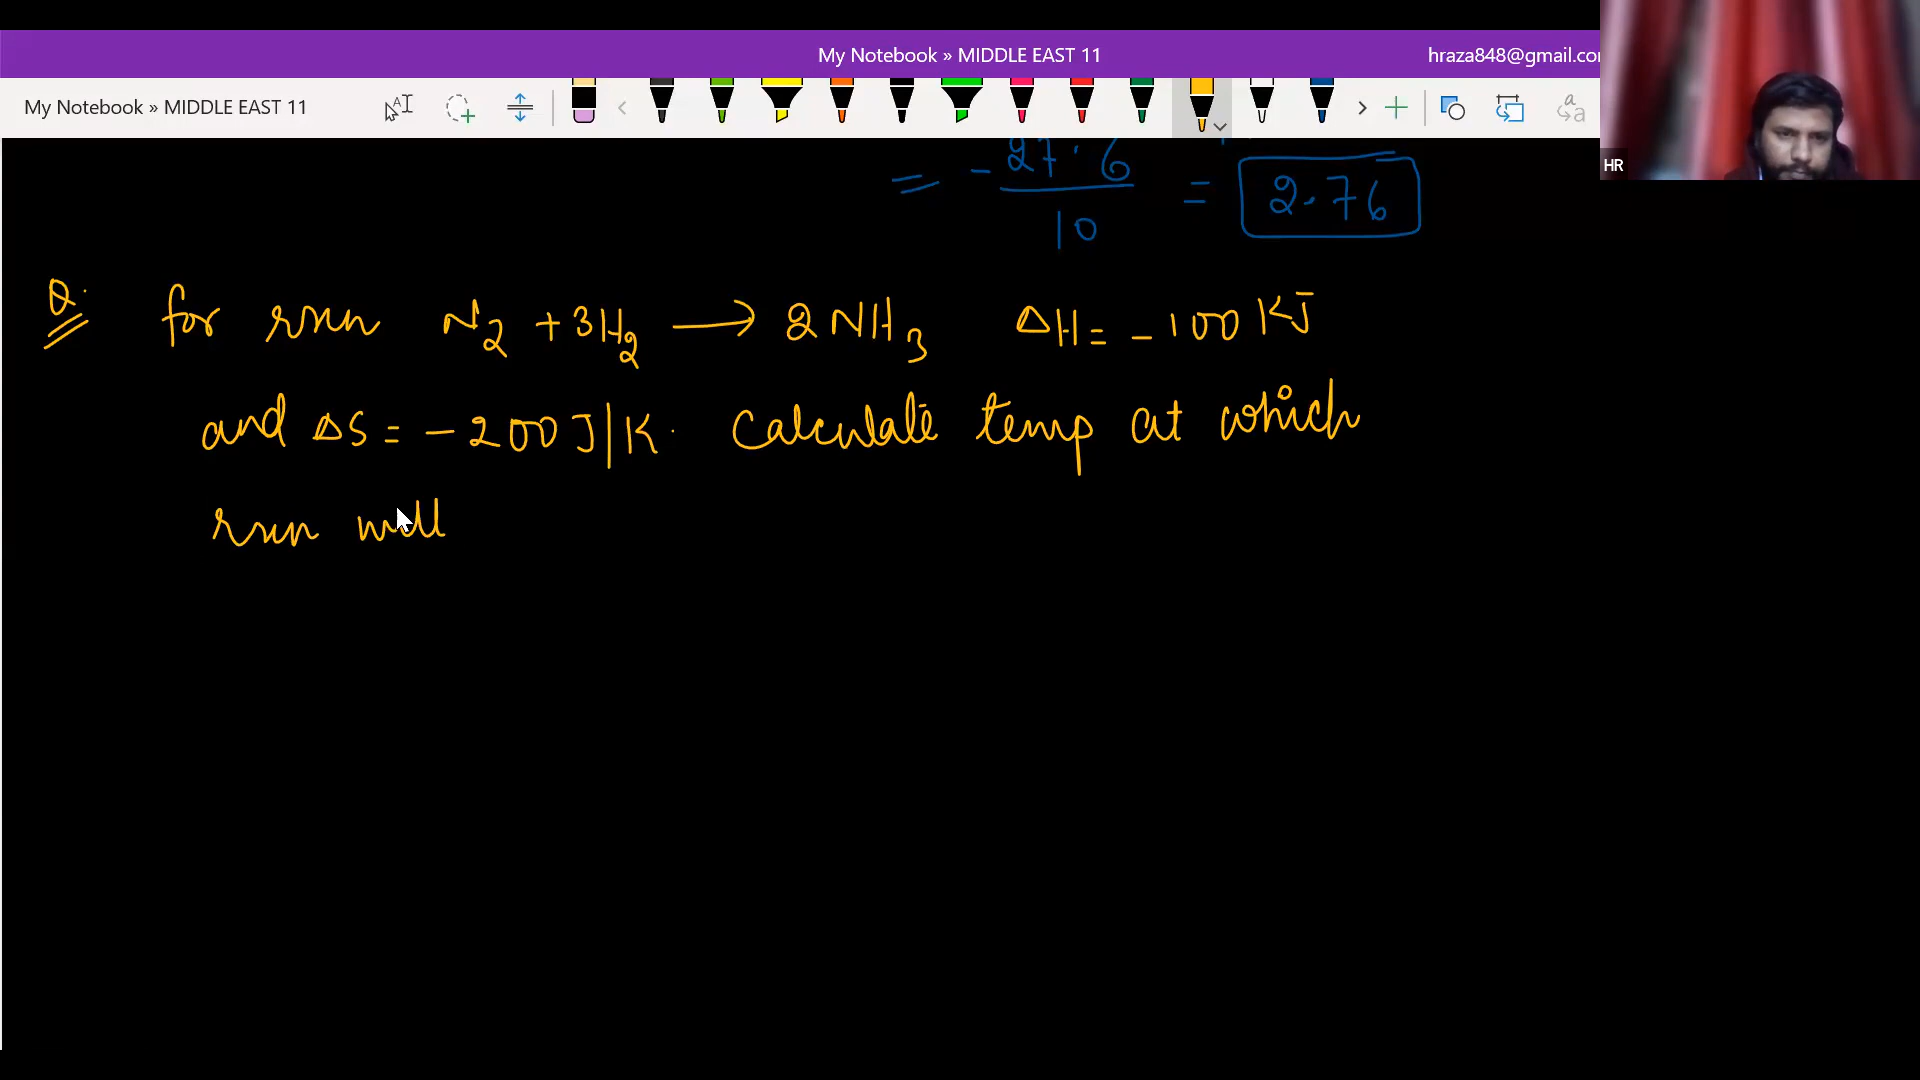 My Notebook » MIDDLE EAST 11
hraza848@gmail.co
My Notebook » MIDDLE EAST 11
HR
= -27.6/10 = 2.76
Q. for rxn N₂ + 3H₂ ⟶ 2NH₃ ΔH = -100 KJ
and ΔS = -200 J|K. Calculate temp at which
rxn will